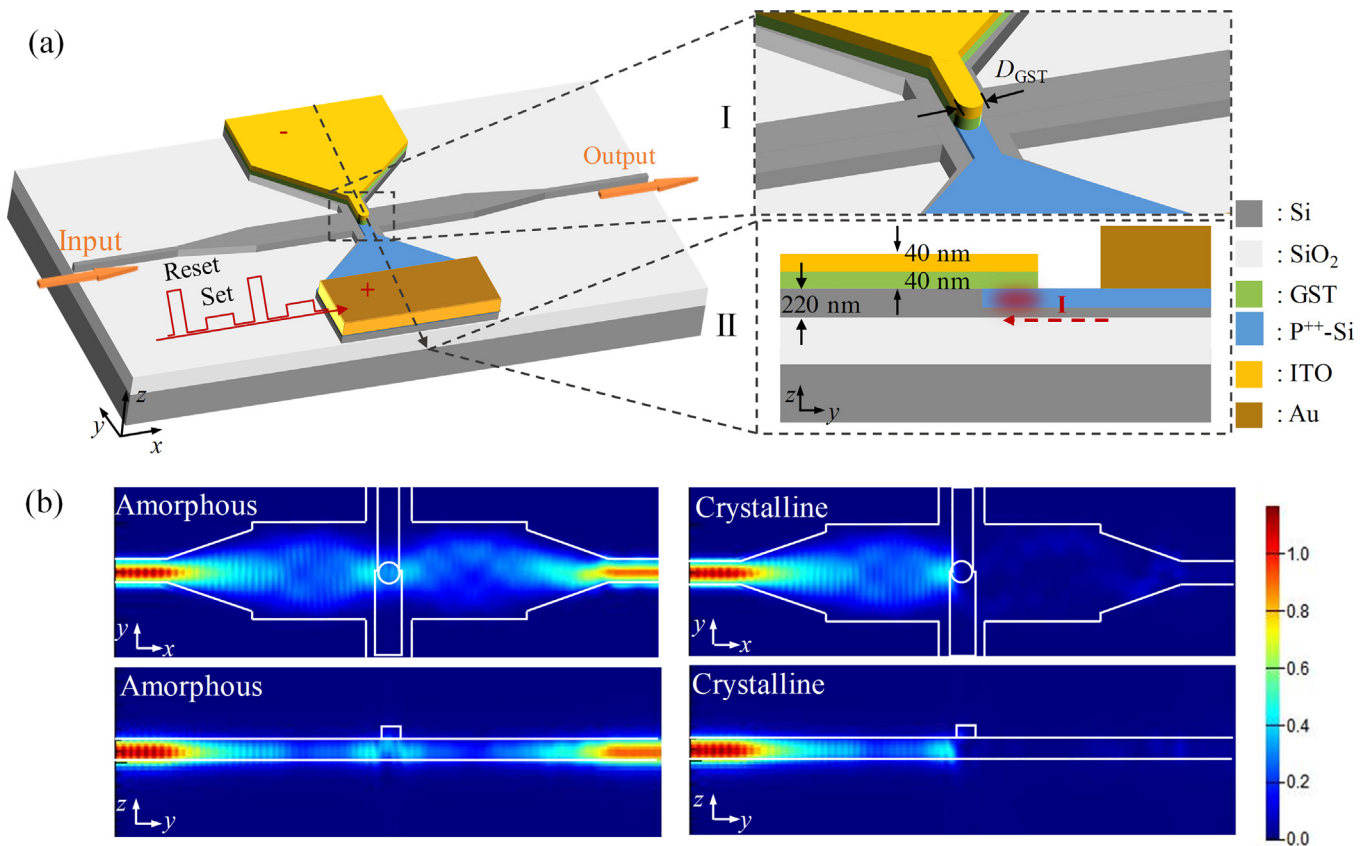 (a)
-
Input
Output
Reset
Set
+
z
y
x
I
D_GST
II
40 nm
40 nm
220 nm
I
z
y
: Si
: SiO₂
: GST
: P⁺⁺-Si
: ITO
: Au
(b)
Amorphous
y
x
Crystalline
y
x
Amorphous
z
y
Crystalline
z
y
1.0
0.8
0.6
0.4
0.2
0.0